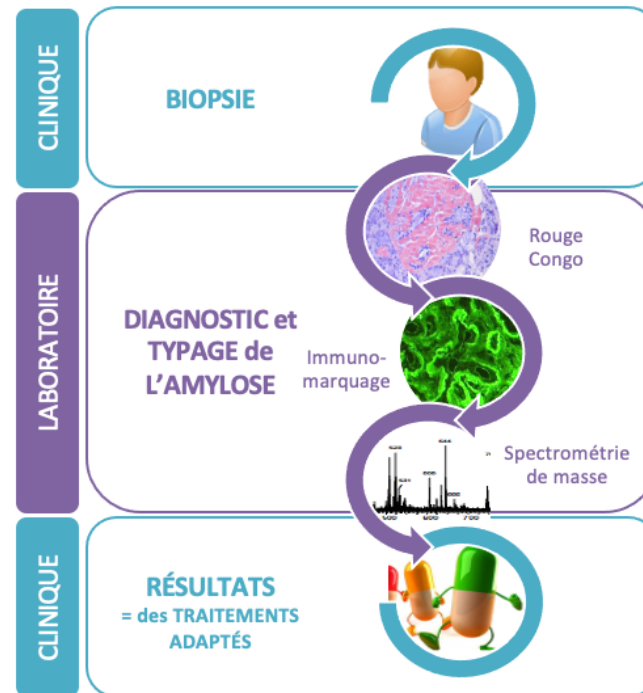 CLINIQUE
BIOPSIE
LABORATOIRE
Rouge
Congo
DIAGNOSTIC et
TYPAGE de
L'AMYLOSE
Immuno-
marquage
Spectrométrie
de masse
CLINIQUE
RÉSULTATS
= des TRAITEMENTS
ADAPTÉS